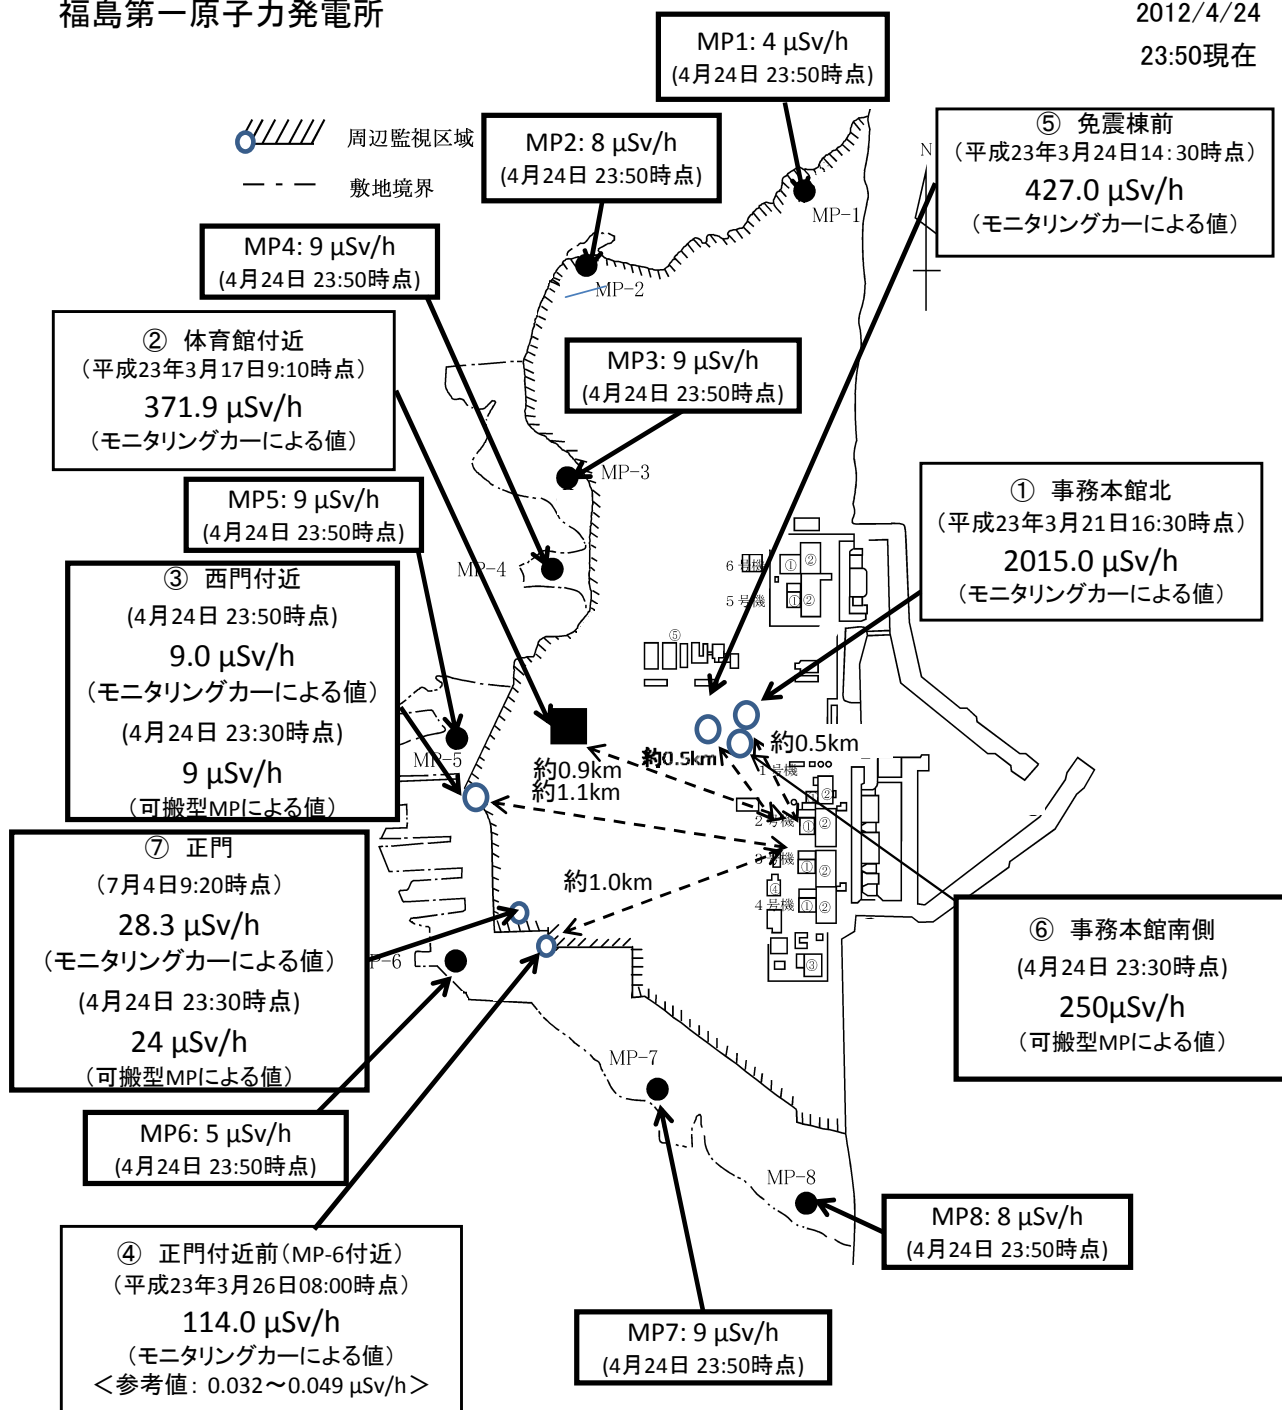 福島第一原子力発電所
2012/4/24
23:50現在
周辺監視区域
敷地境界
MP1: 4 μSv/h
(4月24日 23:50時点)
MP2: 8 μSv/h
(4月24日 23:50時点)
⑤ 免震棟前
（平成23年3月24日14:30時点）
427.0 μSv/h
（モニタリングカーによる値）
N
MP-1
MP4: 9 μSv/h
(4月24日 23:50時点)
MP-2
② 体育館付近
（平成23年3月17日9:10時点）
371.9 μSv/h
（モニタリングカーによる値）
MP3: 9 μSv/h
(4月24日 23:50時点)
MP-3
MP5: 9 μSv/h
(4月24日 23:50時点)
① 事務本館北
（平成23年3月21日16:30時点）
2015.0 μSv/h
（モニタリングカーによる値）
MP-4
③ 西門付近
(4月24日 23:50時点)
9.0 μSv/h
（モニタリングカーによる値）
(4月24日 23:30時点)
9 μSv/h
（可搬型MPによる値）
6号機
① ②
5号機
① ②
⑤
MP-5
約0.9km
約1.1km
約0.5km
約0.5km
1号機
②
2号機
① ②
3号機
① ②
④
4号機
① ②
③
約1.0km
⑦ 正門
(7月4日9:20時点)
28.3 μSv/h
（モニタリングカーによる値）
(4月24日 23:30時点)
24 μSv/h
（可搬型MPによる値）
P-6
⑥ 事務本館南側
(4月24日 23:30時点)
250μSv/h
（可搬型MPによる値）
MP-7
MP6: 5 μSv/h
(4月24日 23:50時点)
MP-8
MP8: 8 μSv/h
(4月24日 23:50時点)
④ 正門付近前（MP-6付近）
（平成23年3月26日08:00時点）
114.0 μSv/h
（モニタリングカーによる値）
＜参考値: 0.032～0.049 μSv/h＞
MP7: 9 μSv/h
(4月24日 23:50時点)